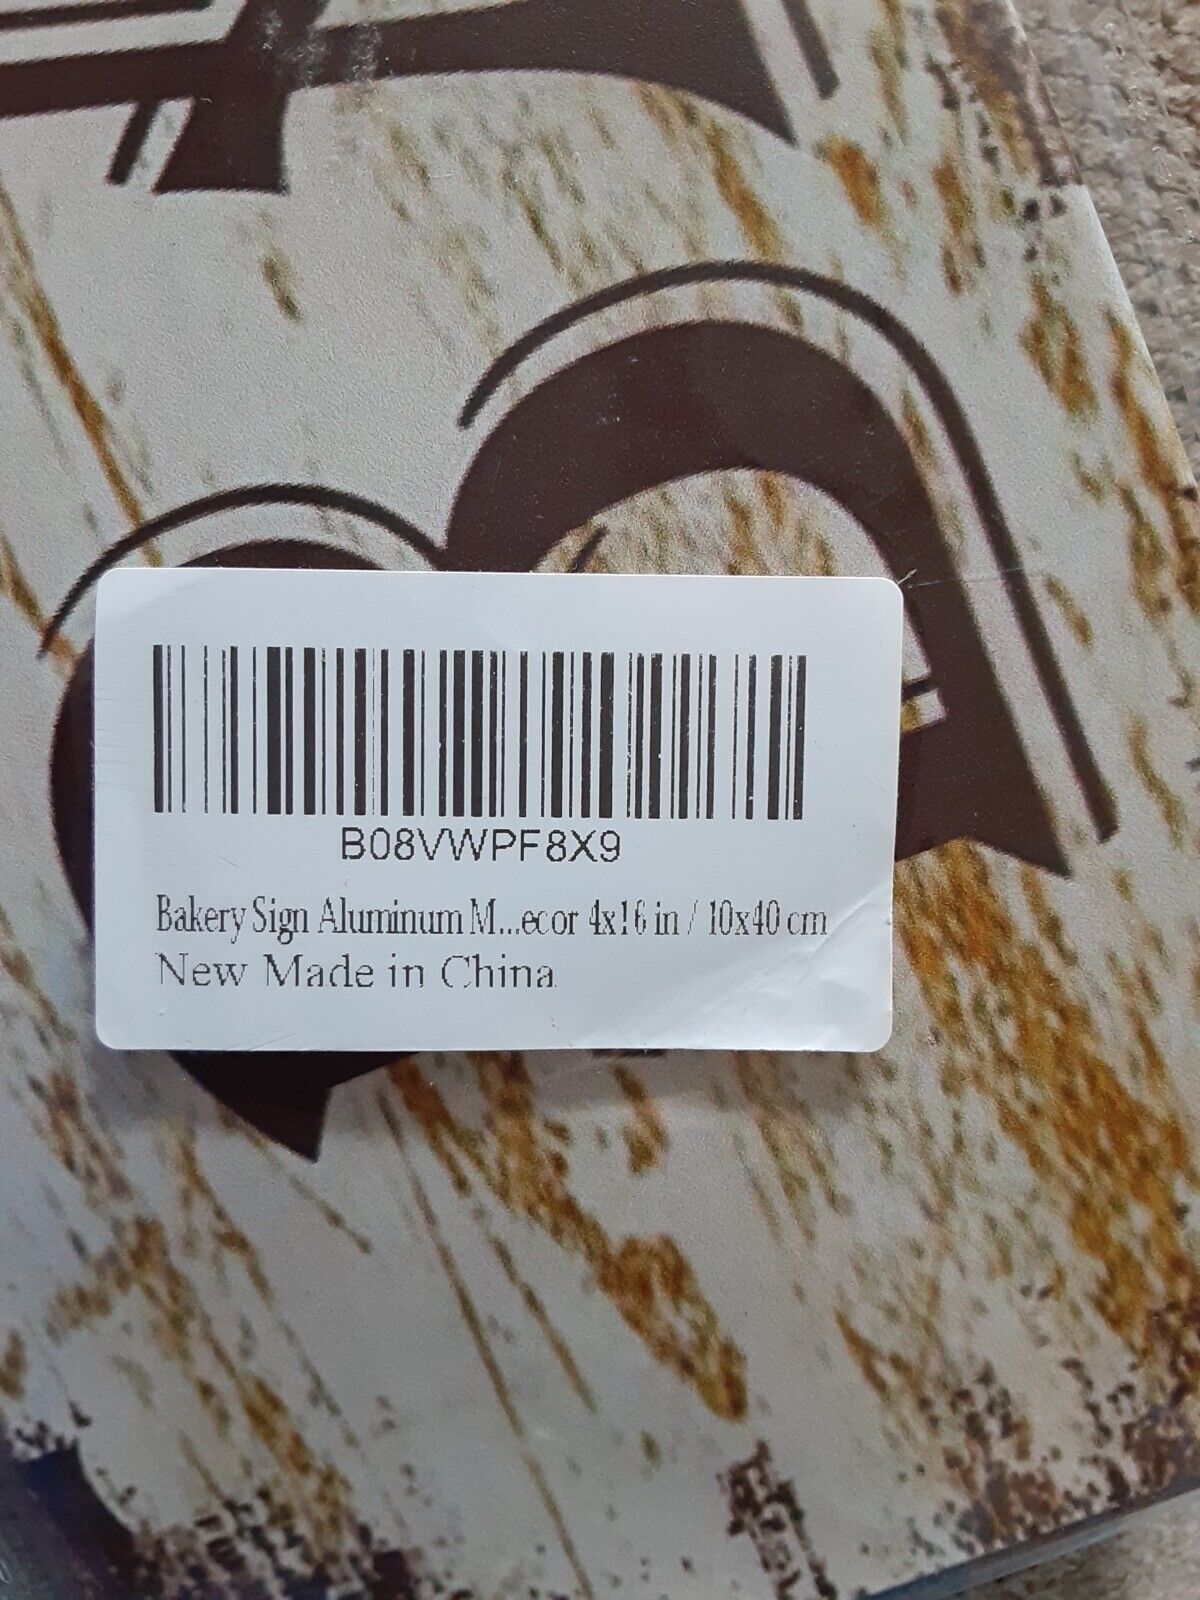 B08VWPF8X9
Bakery Sign Aluminum M...ecor 4x16 in / 10x40 cm
New Made in China